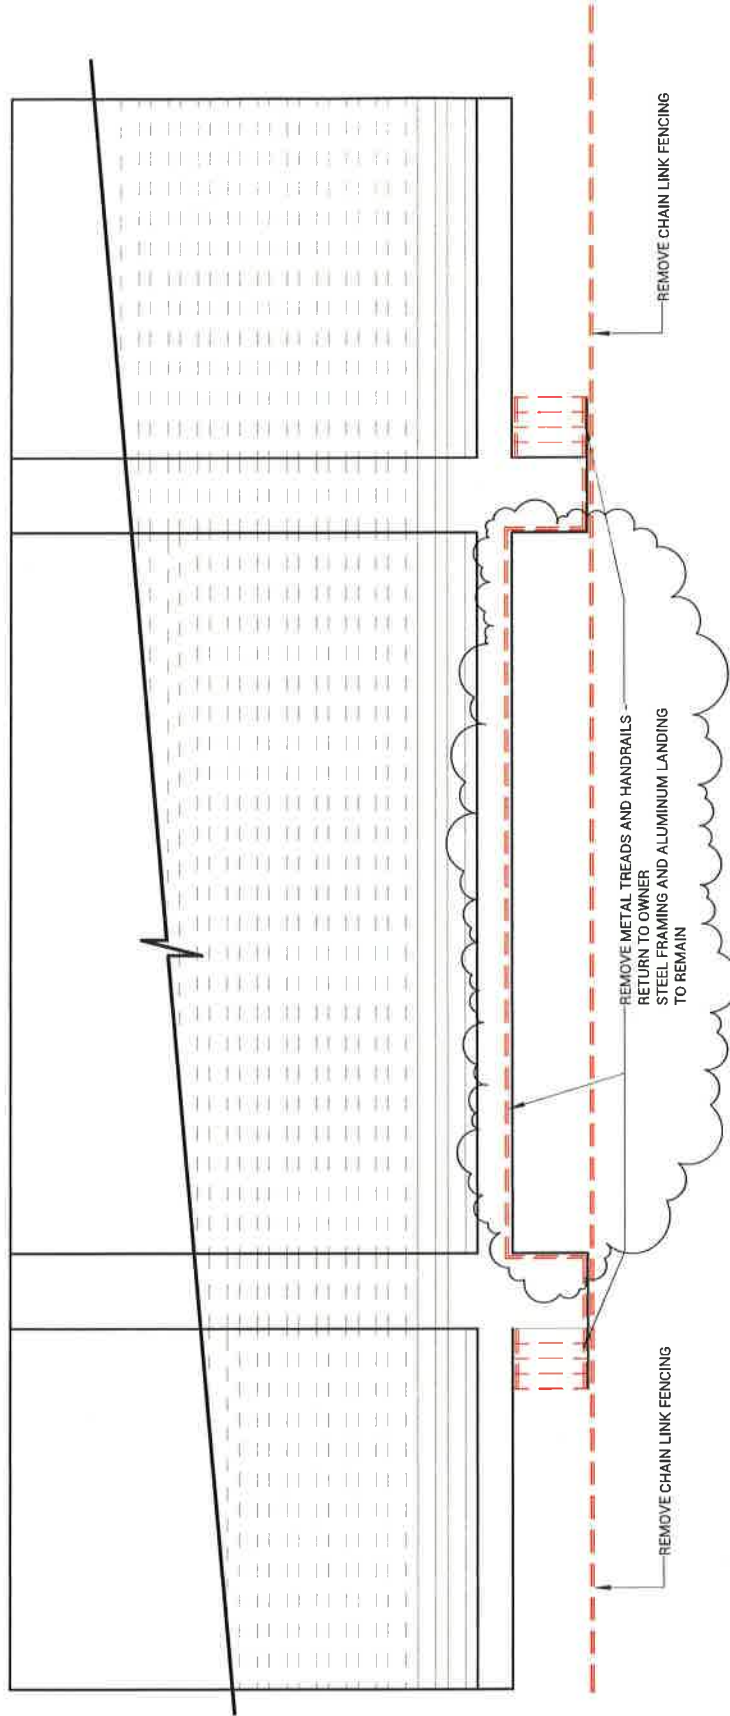 REMOVE CHAIN LINK FENCING
REMOVE METAL TREADS AND HANDRAILS -
RETURN TO OWNER
STEEL FRAMING AND ALUMINUM LANDING
TO REMAIN
REMOVE CHAIN LINK FENCING